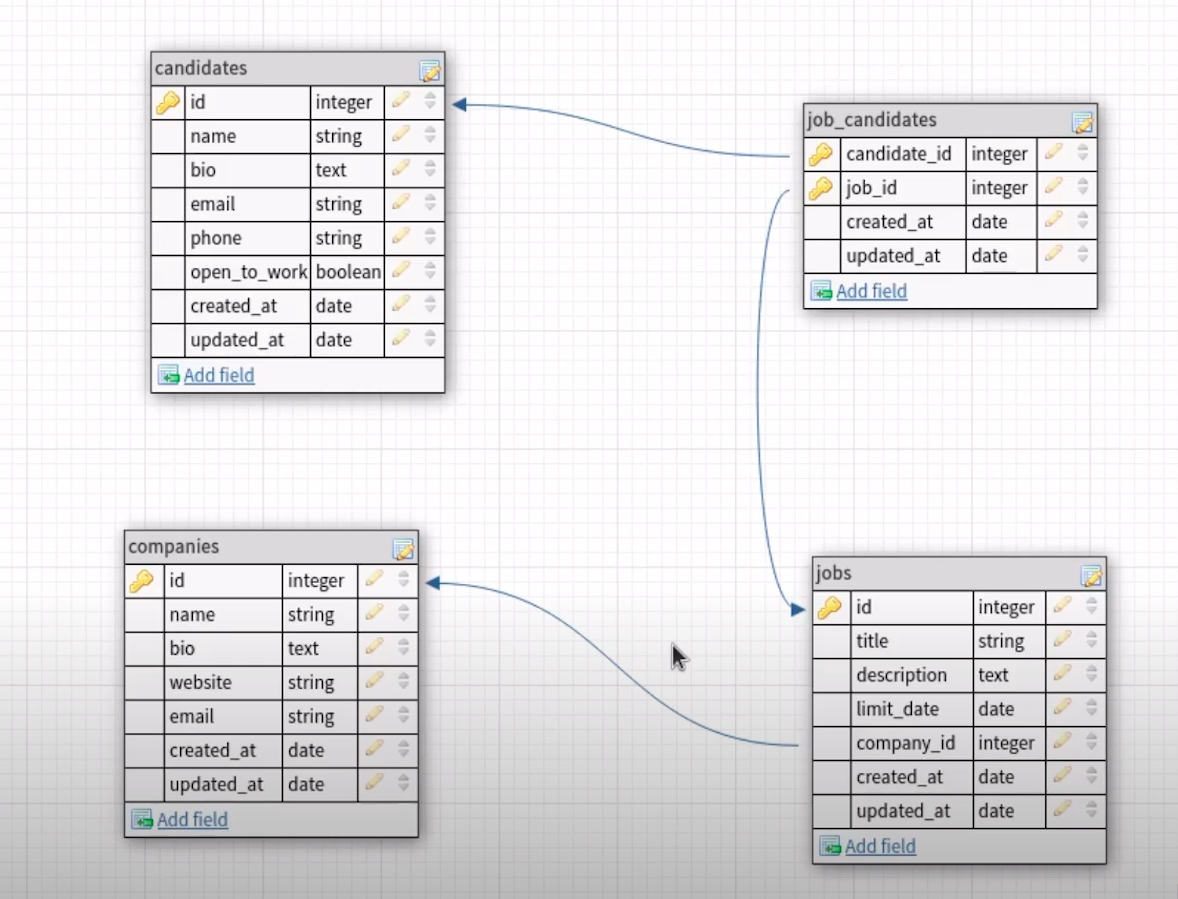 candidates
id integer
name string
bio text
email string
phone string
open_to_work boolean
created_at date
updated_at date
Add field
job_candidates
candidate_id integer
job_id integer
created_at date
updated_at date
Add field
companies
id integer
name string
bio text
website string
email string
created_at date
updated_at date
Add field
jobs
id integer
title string
description text
limit_date date
company_id integer
created_at date
updated_at date
Add field